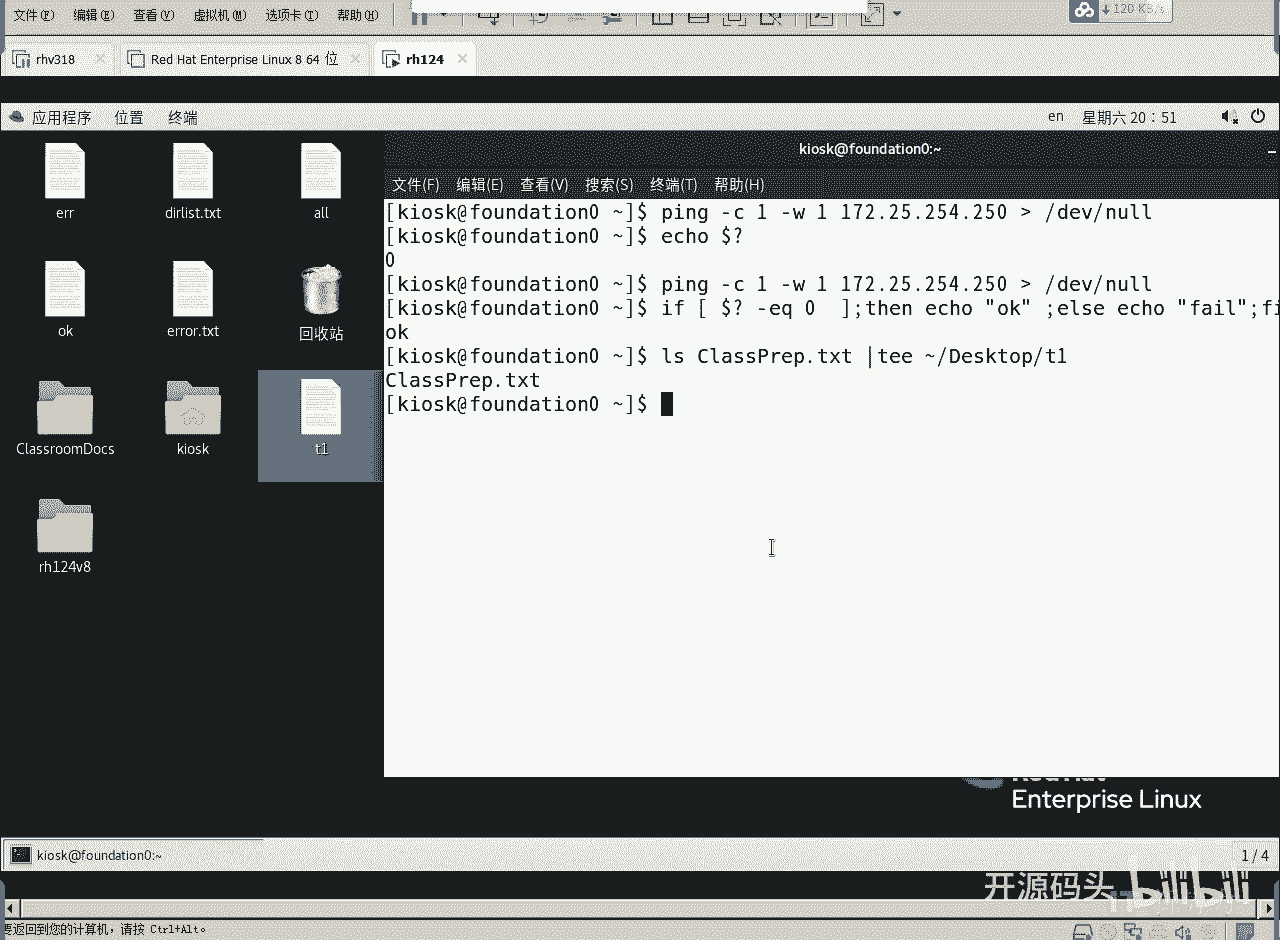 文件(F) 编辑(E) 查看(V) 虚拟机(M) 选项卡(T) 帮助(H)
120 KB/s
rhv318 Red Hat Enterprise Linux 8 64 位 rh124
应用程序 位置 终端 en 星期六 20：51
kiosk@foundation0:~
文件(F) 编辑(E) 查看(V) 搜索(S) 终端(T) 帮助(H)
err dirlist.txt all
ok error.txt 回收站
ClassroomDocs kiosk t1
rh124v8
[kiosk@foundation0 ~]$ ping -c 1 -w 1 172.25.254.250 > /dev/null
[kiosk@foundation0 ~]$ echo $?
0
[kiosk@foundation0 ~]$ ping -c 1 -w 1 172.25.254.250 > /dev/null
[kiosk@foundation0 ~]$ if [ $? -eq 0  ];then echo "ok" ;else echo "fail";fi
ok
[kiosk@foundation0 ~]$ ls ClassPrep.txt |tee ~/Desktop/t1
ClassPrep.txt
[kiosk@foundation0 ~]$
Enterprise Linux
kiosk@foundation0:~ 1 / 4
开源码头 bilibili
要返回到您的计算机，请按 Ctrl+Alt。